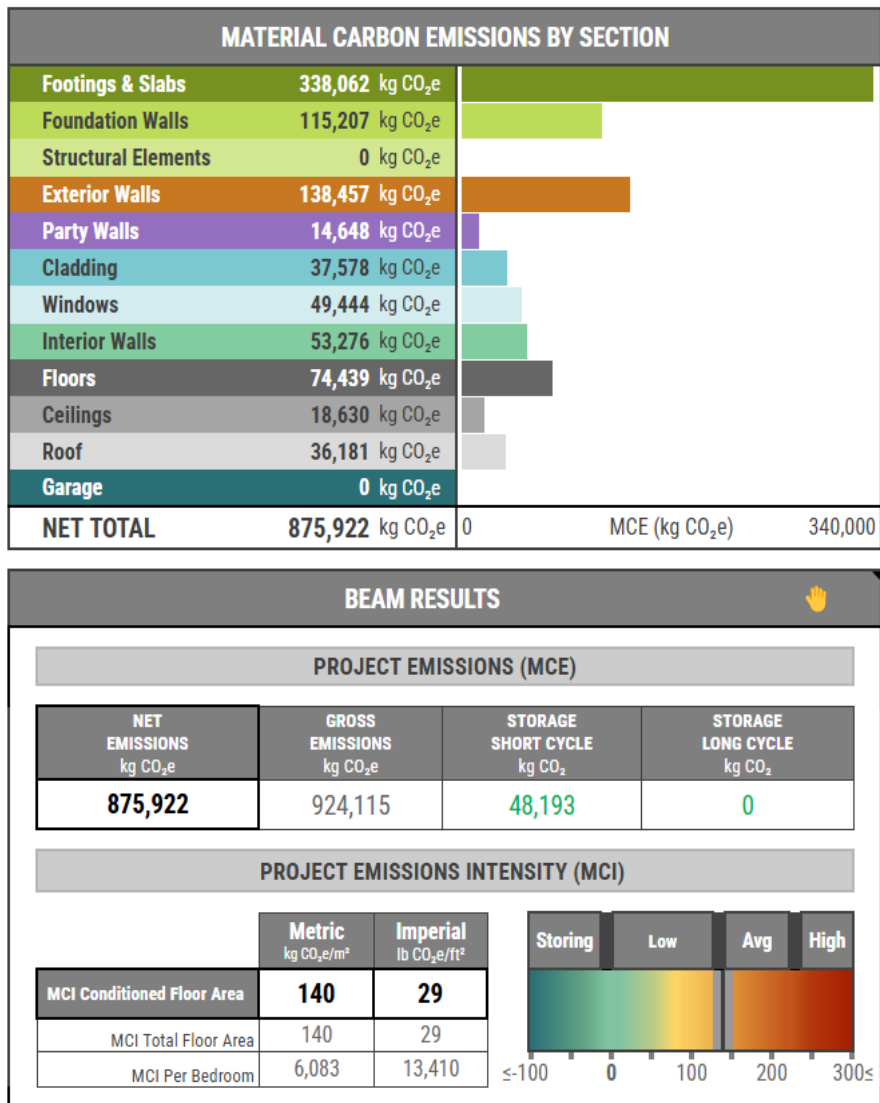 MATERIAL CARBON EMISSIONS BY SECTION
Footings & Slabs 338,062 kg CO₂e
Foundation Walls 115,207 kg CO₂e
Structural Elements 0 kg CO₂e
Exterior Walls 138,457 kg CO₂e
Party Walls 14,648 kg CO₂e
Cladding 37,578 kg CO₂e
Windows 49,444 kg CO₂e
Interior Walls 53,276 kg CO₂e
Floors 74,439 kg CO₂e
Ceilings 18,630 kg CO₂e
Roof 36,181 kg CO₂e
Garage 0 kg CO₂e
NET TOTAL 875,922 kg CO₂e 0 MCE (kg CO₂e) 340,000
BEAM RESULTS
PROJECT EMISSIONS (MCE)
NET EMISSIONS kg CO₂e
GROSS EMISSIONS kg CO₂e
STORAGE SHORT CYCLE kg CO₂
STORAGE LONG CYCLE kg CO₂
875,922 924,115 48,193 0
PROJECT EMISSIONS INTENSITY (MCI)
Metric kg CO₂e/m²
Imperial lb CO₂e/ft²
MCI Conditioned Floor Area 140 29
MCI Total Floor Area 140 29
MCI Per Bedroom 6,083 13,410
Storing Low Avg High
≤-100 0 100 200 300≤